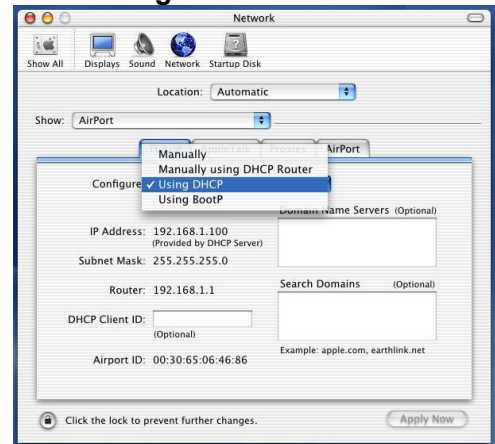 Network
Show All Displays Sound Network Startup Disk
Location: Automatic
Show: AirPort
AppleTalk Proxies AirPort
Manually
Manually using DHCP Router
Configure ✓ Using DHCP
Using BootP
Domain Name Servers (Optional)
IP Address: 192.168.1.100
(Provided by DHCP Server)
Subnet Mask: 255.255.255.0
Router: 192.168.1.1
Search Domains (Optional)
DHCP Client ID:
(Optional)
Example: apple.com, earthlink.net
Airport ID: 00:30:65:06:46:86
Click the lock to prevent further changes.
Apply Now